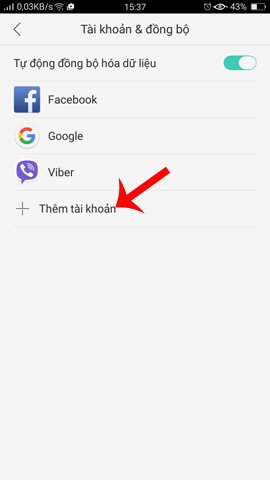 0,03KB/s 15:37 43%
Tài khoản & đồng bộ
Tự động đồng bộ hóa dữ liệu
Facebook
Google
Viber
Thêm tài khoản